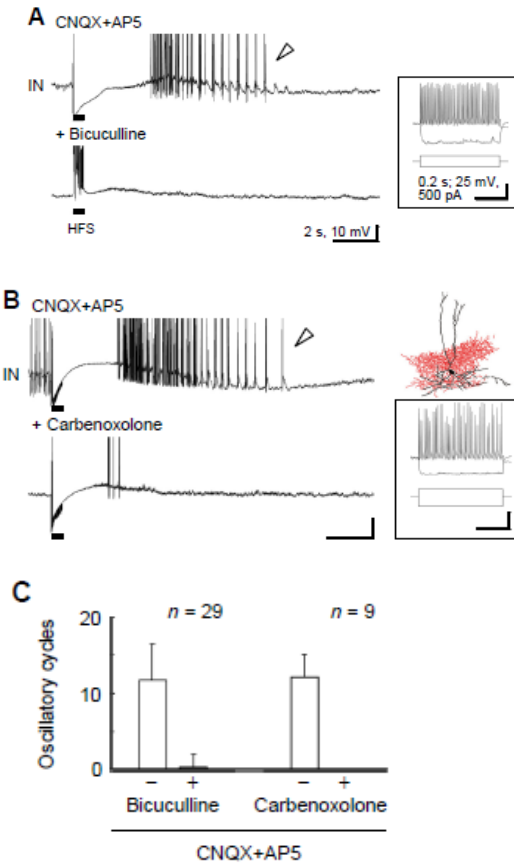 A
CNQX+AP5
IN
+ Bicuculline
HFS
2 s, 10 mV
0.2 s; 25 mV,
500 pA
B
CNQX+AP5
IN
+ Carbenoxolone
C
n = 29
n = 9
Oscillatory cycles
20
10
0
− + − +
Bicuculline Carbenoxolone
CNQX+AP5